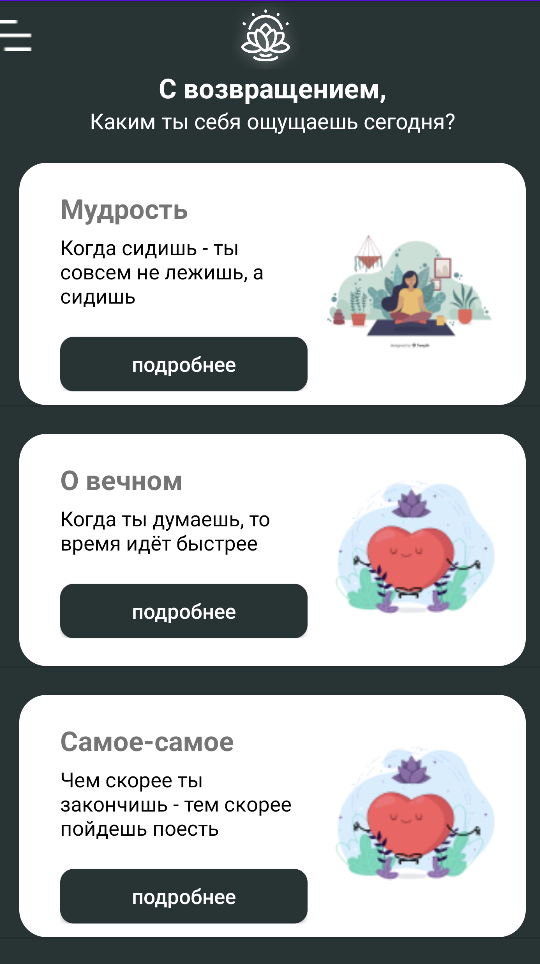 С возвращением,
Каким ты себя ощущаешь сегодня?
Мудрость
Когда сидишь - ты
совсем не лежишь, а
сидишь
подробнее
О вечном
Когда ты думаешь, то
время идёт быстрее
подробнее
Самое-самое
Чем скорее ты
закончишь - тем скорее
пойдешь поесть
подробнее